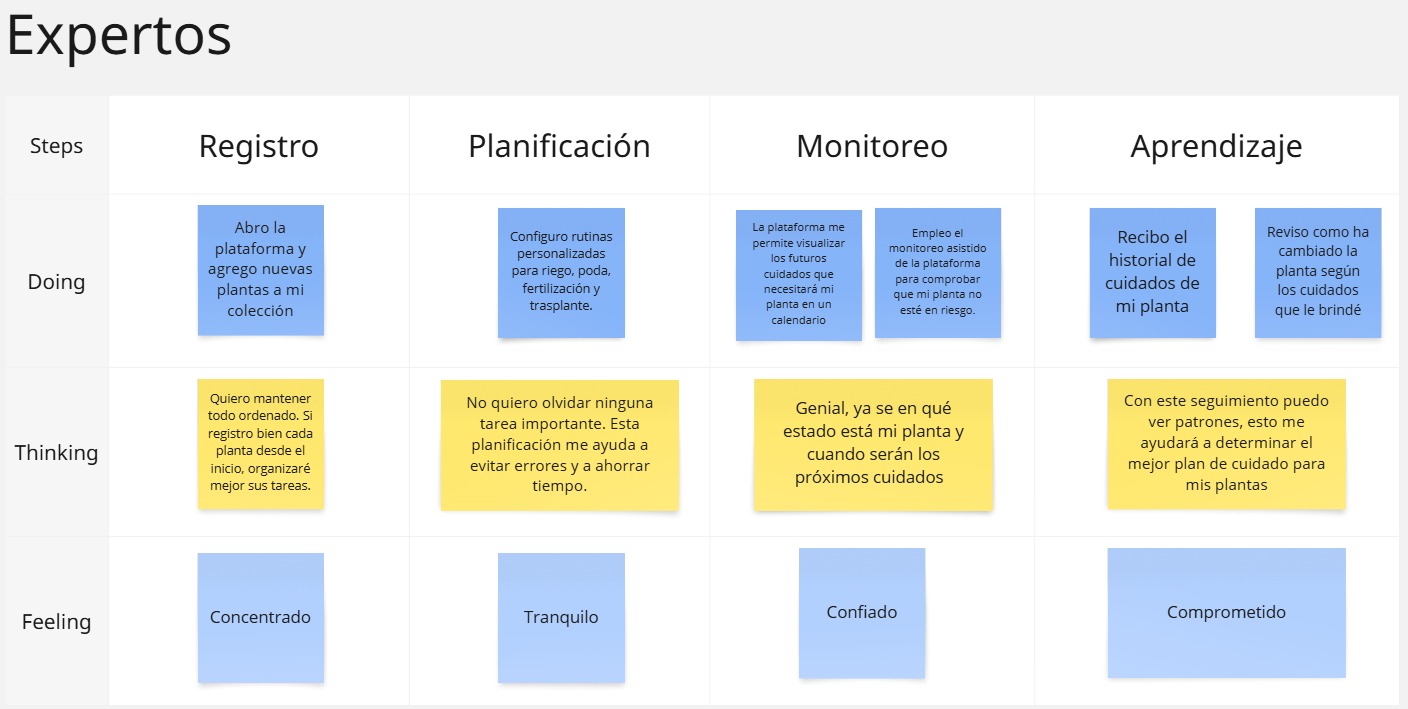 Expertos
Steps
Registro
Planificación
Monitoreo
Aprendizaje
Doing
Abro la
plataforma y
agrego nuevas
plantas a mi
colección
Configuro rutinas
personalizadas
para riego, poda,
fertilización y
trasplante.
La plataforma me
permite visualizar
los futuros
cuidados que
necesitará mi
planta en un
calendario
Empleo el
monitoreo asistido
de la plataforma
para comprobar
que mi planta no
esté en riesgo.
Recibo el
historial de
cuidados de
mi planta
Reviso como ha
cambiado la
planta según
los cuidados
que le brindé
Thinking
Quiero mantener
todo ordenado. Si
registro bien cada
planta desde el
inicio, organizaré
mejor sus tareas.
No quiero olvidar ninguna
tarea importante. Esta
planificación me ayuda a
evitar errores y a ahorrar
tiempo.
Genial, ya se en qué
estado está mi planta y
cuando serán los
próximos cuidados
Con este seguimiento puedo
ver patrones, esto me
ayudará a determinar el
mejor plan de cuidado para
mis plantas
Feeling
Concentrado
Tranquilo
Confiado
Comprometido